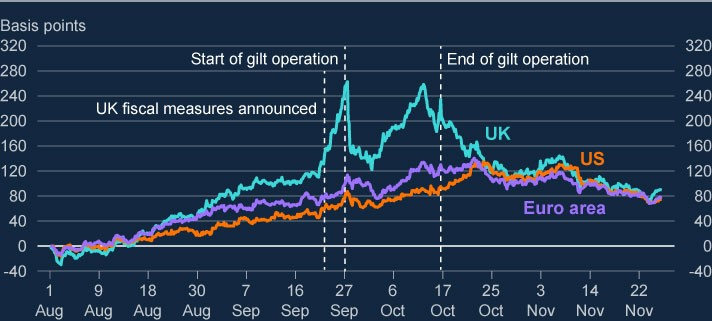 Basis points
320 320
280 280
Start of gilt operation End of gilt operation
240 240
UK fiscal measures announced
200 200
UK
160 160
US
120 120
80 80
Euro area
40 40
0 0
-40 -40
1 9 18 30 7 16 27 6 17 25 3 14 22
Aug Aug Aug Aug Sep Sep Sep Oct Oct Oct Nov Nov Nov